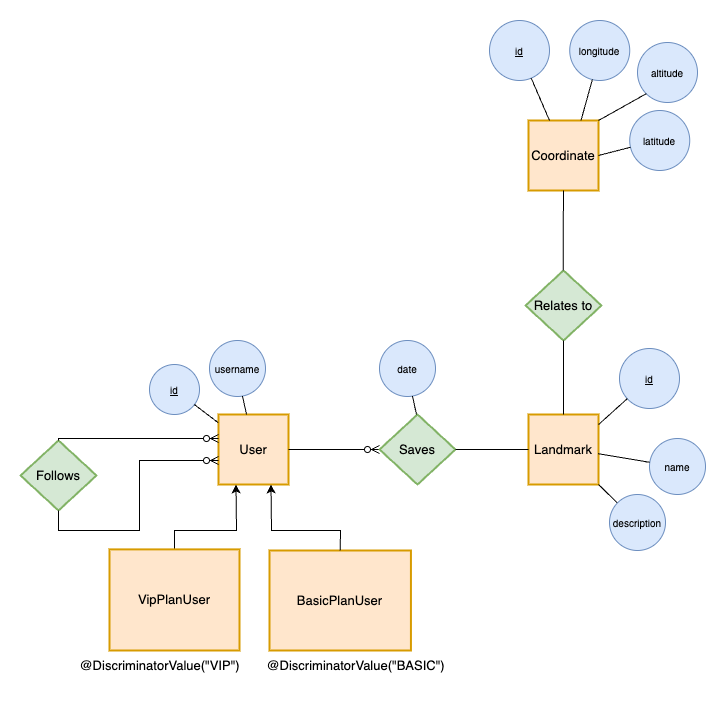 id
longitude
altitude
latitude
Coordinate
Relates to
id
username
date
id
Follows
User
Saves
Landmark
name
description
VipPlanUser
BasicPlanUser
@DiscriminatorValue("VIP")
@DiscriminatorValue("BASIC")